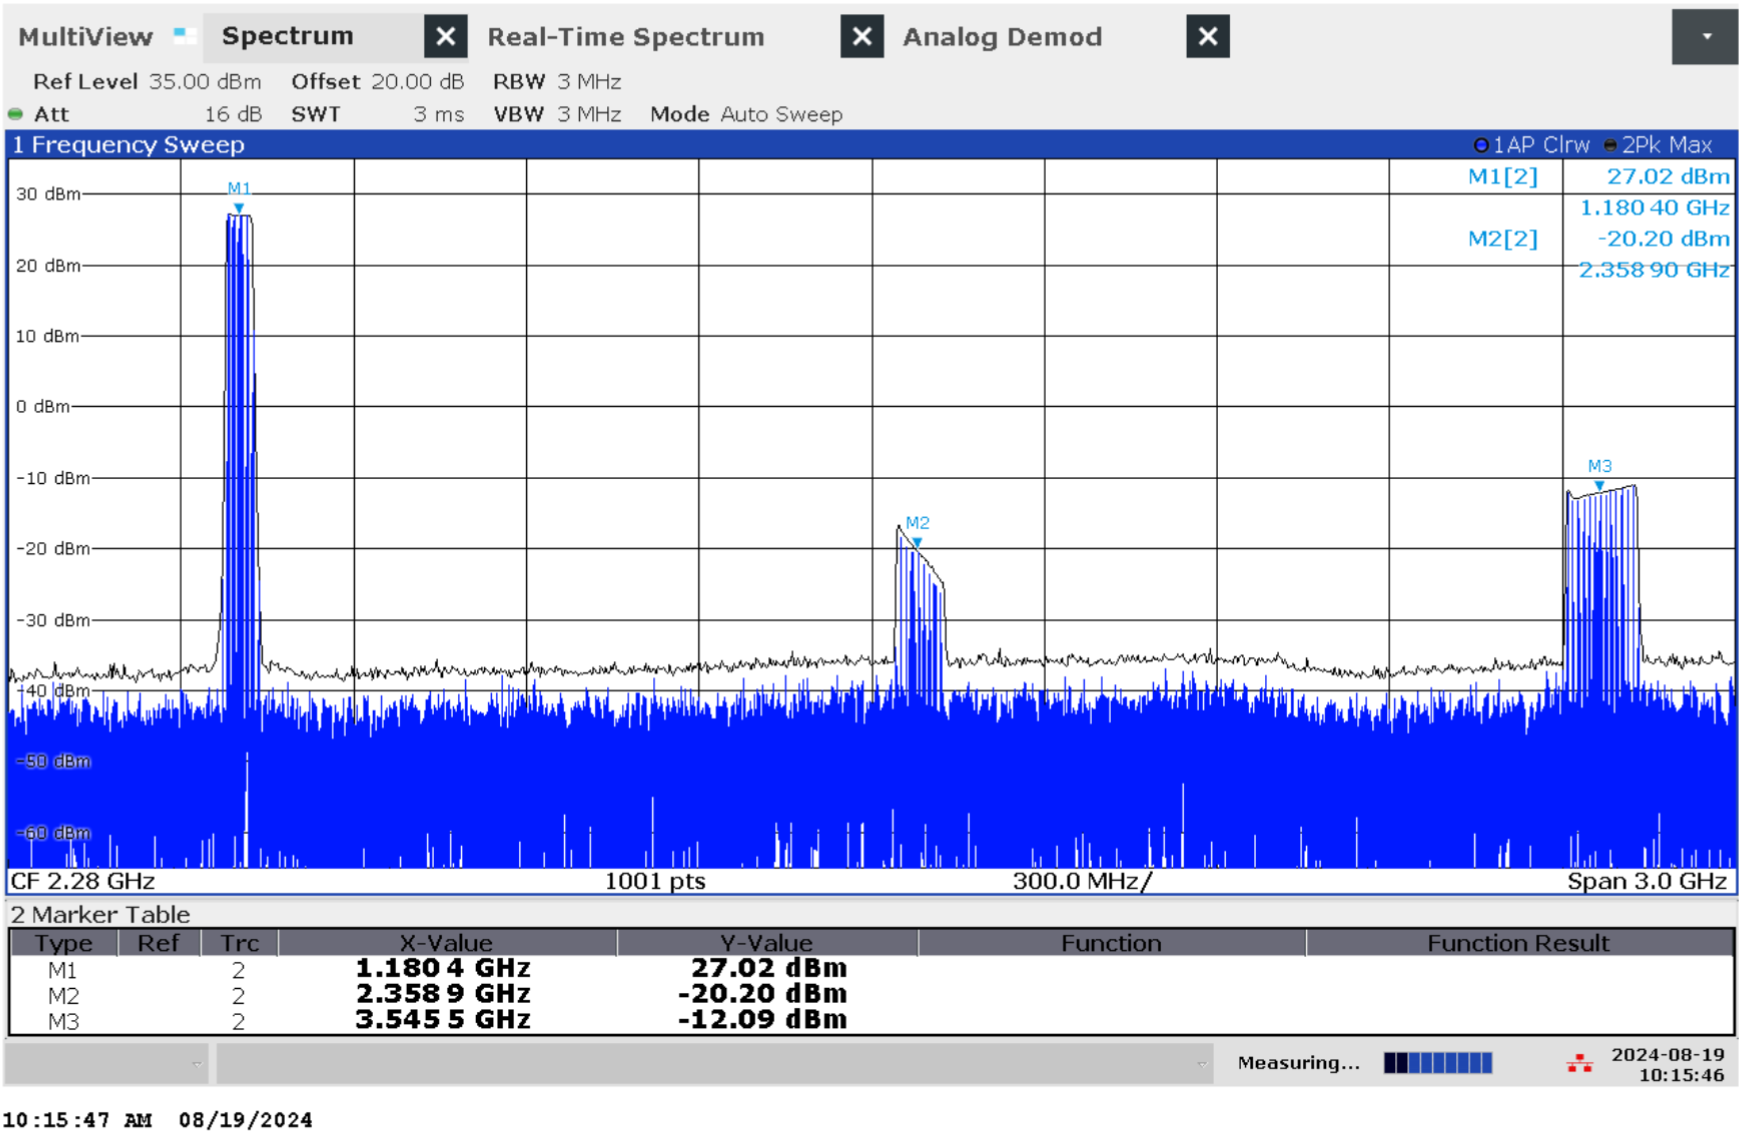 MultiView Spectrum Real-Time Spectrum Analog Demod
Ref Level 35.00 dBm Offset 20.00 dB RBW 3 MHz
Att 16 dB SWT 3 ms VBW 3 MHz Mode Auto Sweep
1 Frequency Sweep 1AP Clrw 2Pk Max
M1[2] 27.02 dBm
1.180 40 GHz
M2[2] -20.20 dBm
2.358 90 GHz
30 dBm
M1
20 dBm
10 dBm
0 dBm
-10 dBm
M3
M2
-20 dBm
-30 dBm
-40 dBm
-50 dBm
-60 dBm
CF 2.28 GHz 1001 pts 300.0 MHz/ Span 3.0 GHz
2 Marker Table
Type Ref Trc X-Value Y-Value Function Function Result
M1 2 1.180 4 GHz 27.02 dBm
M2 2 2.358 9 GHz -20.20 dBm
M3 2 3.545 5 GHz -12.09 dBm
Measuring... 2024-08-19
10:15:46
10:15:47 AM 08/19/2024